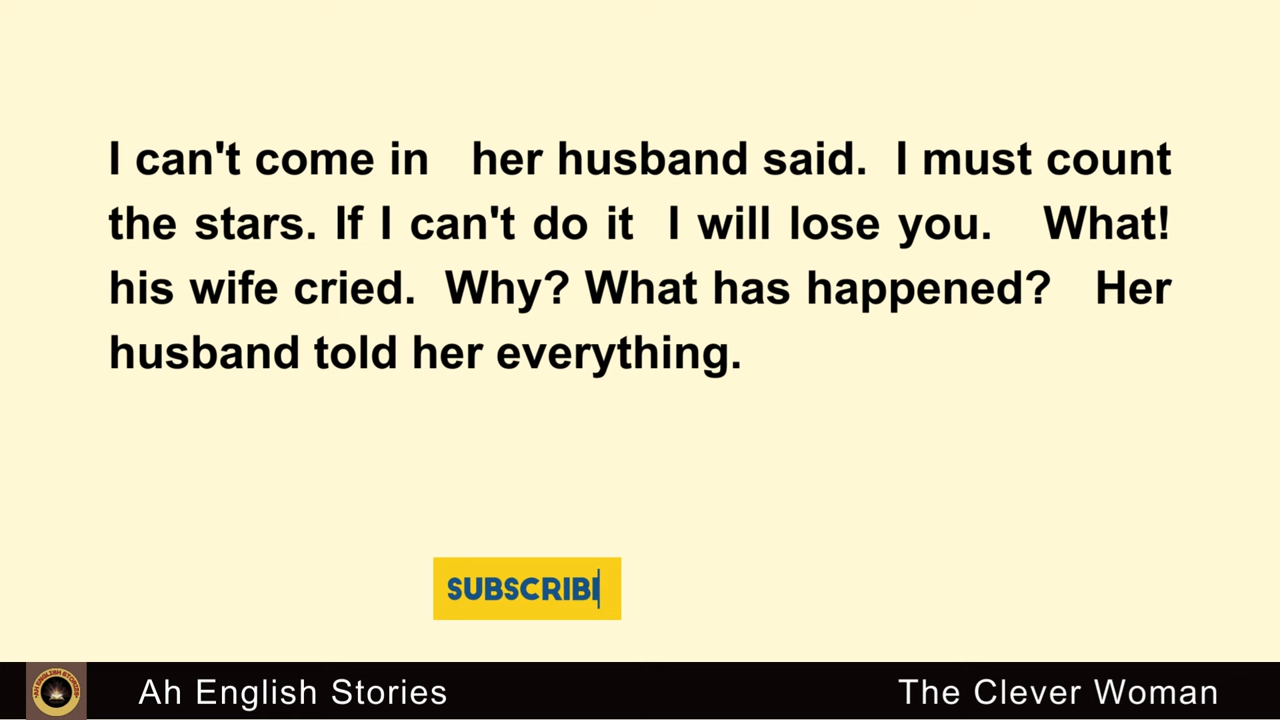 I can't come in her husband said. I must count
the stars. If I can't do it I will lose you. What!
his wife cried. Why? What has happened? Her
husband told her everything.
SUBSCRIB
Ah English Stories
The Clever Woman